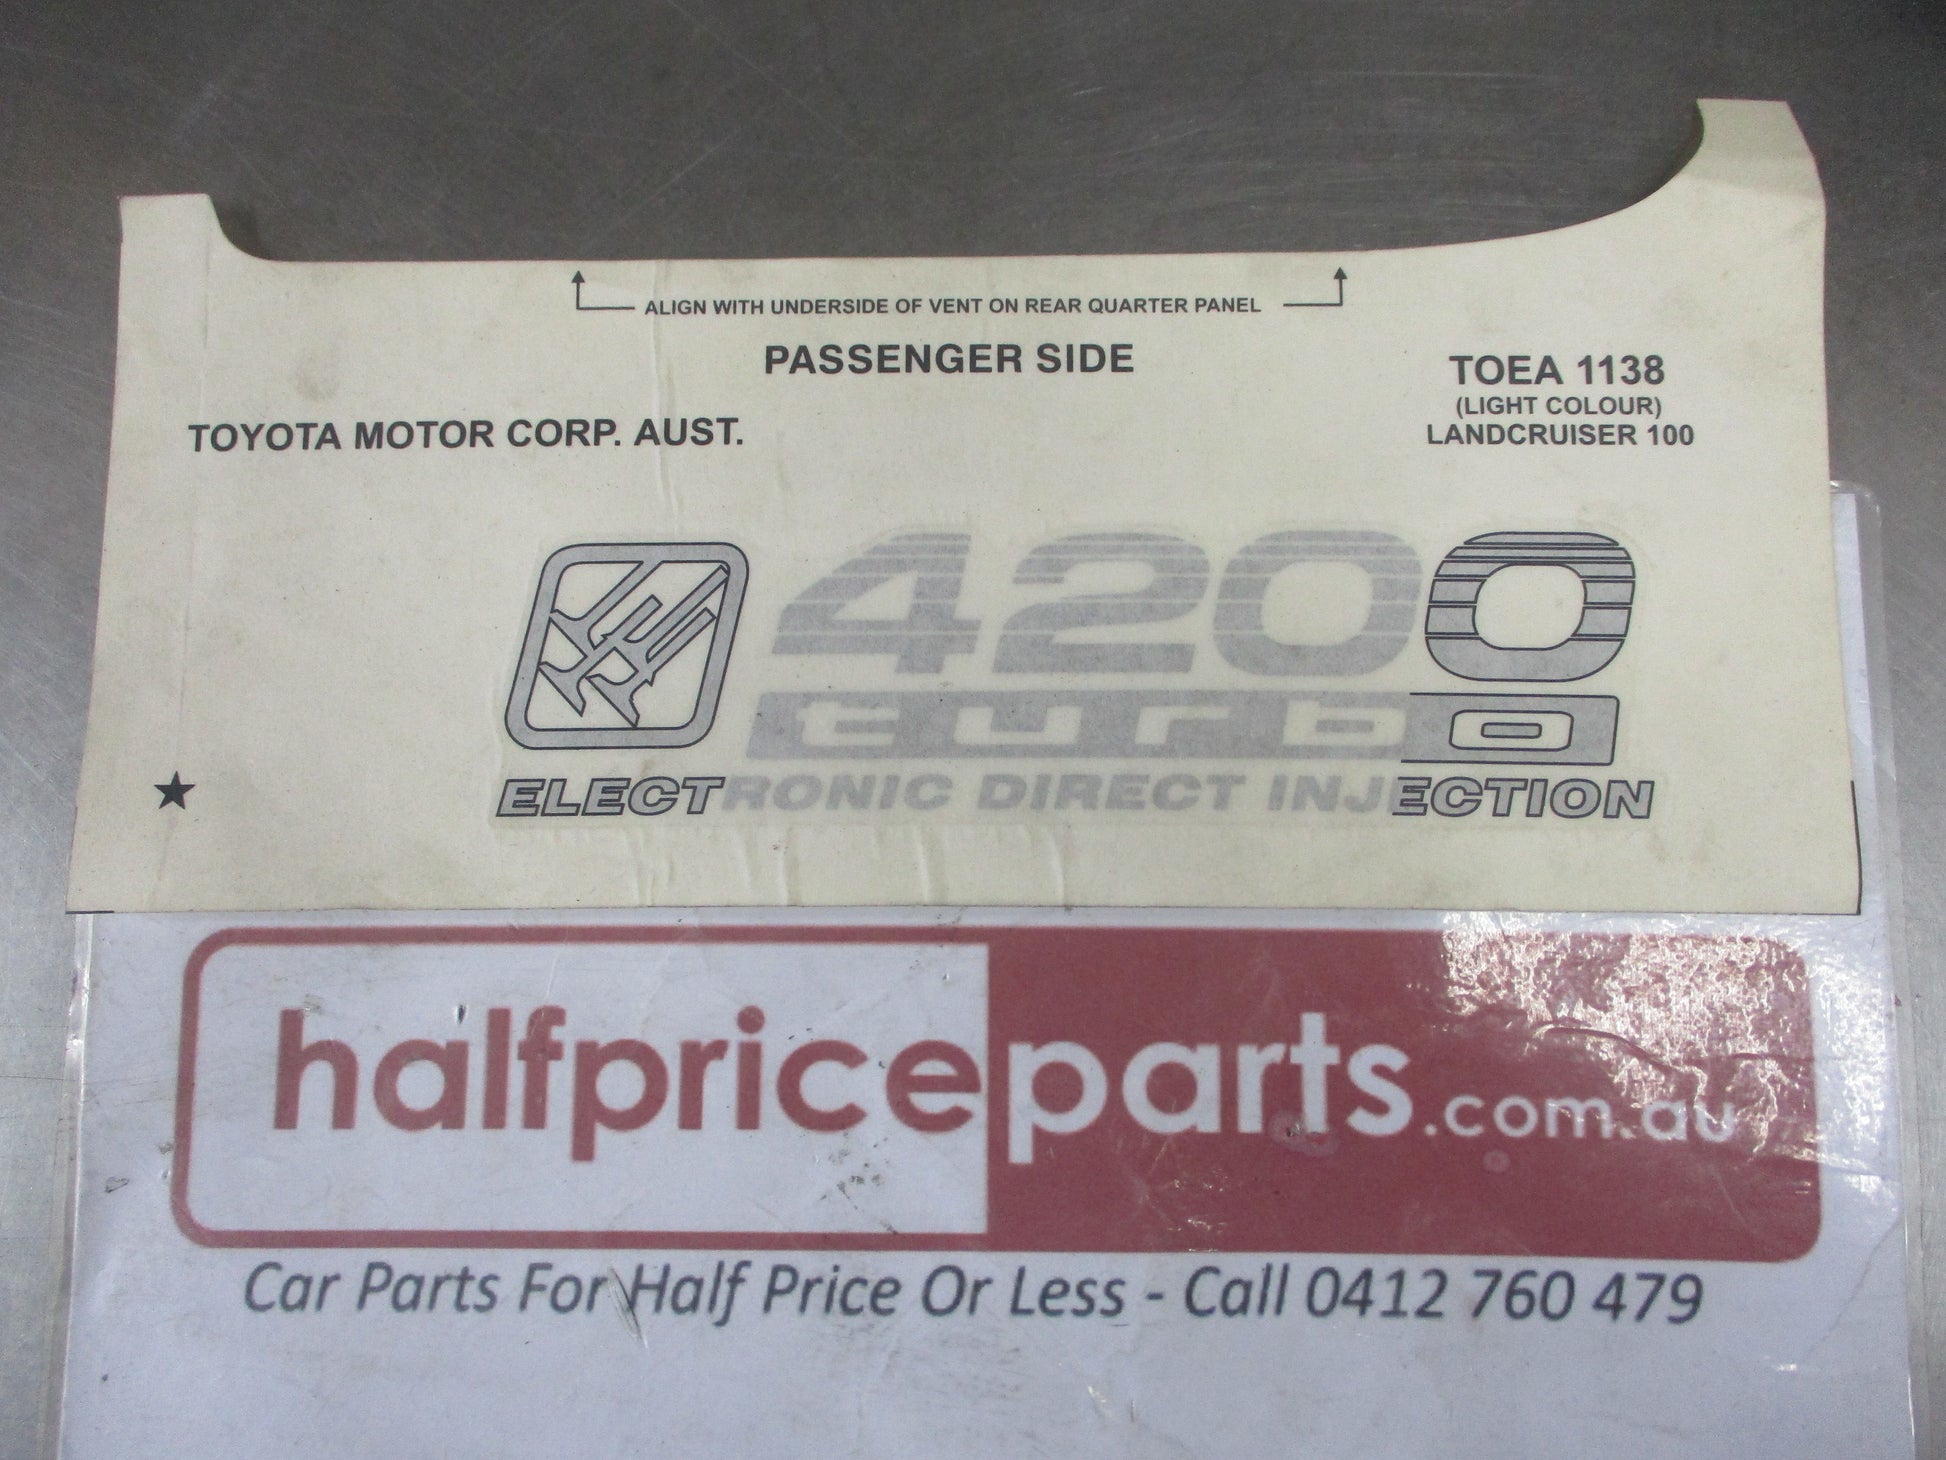 ALIGN WITH UNDERSIDE OF VENT ON REAR QUARTER PANEL
PASSENGER SIDE
TOEA 1138
(LIGHT COLOUR)
LANDCRUISER 100
TOYOTA MOTOR CORP. AUST.
4200
turbo
ELECTRONIC DIRECT INJECTION
halfpriceparts.com.au
Car Parts For Half Price Or Less - Call 0412 760 479